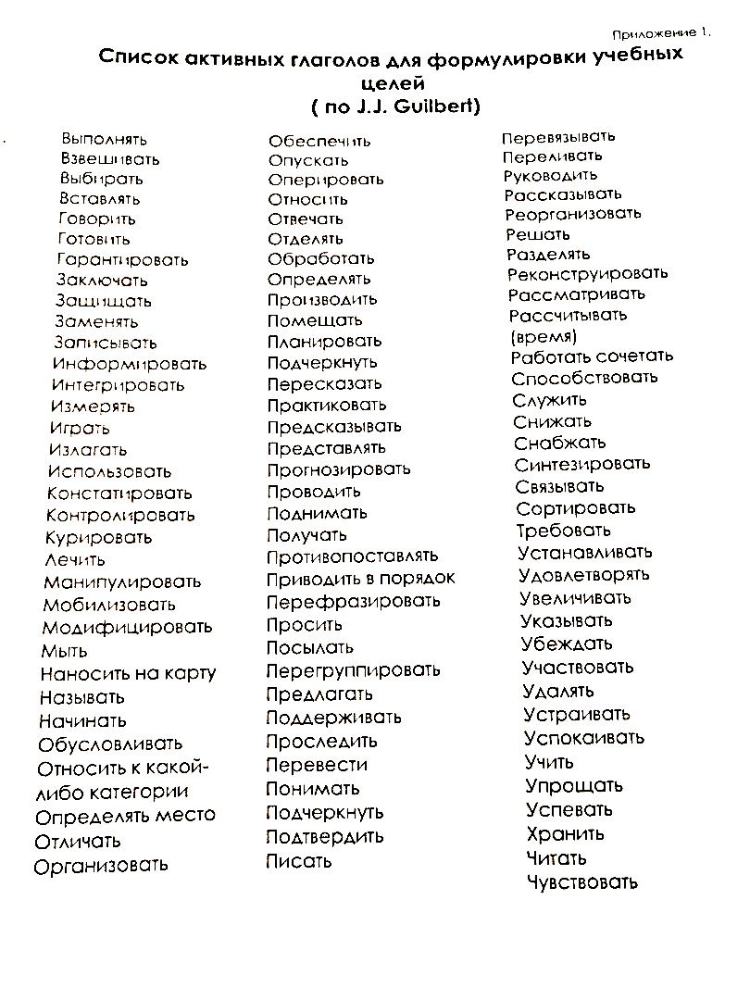 Приложение 1.
Список активных глаголов для формулировки учебных
целей
( по J.J. Guilbert)
Выполнять
Взвешивать
Выбирать
Вставлять
Говорить
Готовить
Гарантировать
Заключать
Защищать
Заменять
Записывать
Информировать
Интегрировать
Измерять
Играть
Излагать
Использовать
Констатировать
Контролировать
Курировать
Лечить
Манипулировать
Мобилизовать
Модифицировать
Мыть
Наносить на карту
Называть
Начинать
Обусловливать
Относить к какой-
либо категории
Определять место
Отличать
Организовать
Обеспечить
Опускать
Оперировать
Относить
Отвечать
Отделять
Обработать
Определять
Производить
Помещать
Планировать
Подчеркнуть
Пересказать
Практиковать
Предсказывать
Представлять
Прогнозировать
Проводить
Поднимать
Получать
Противопоставлять
Приводить в порядок
Перефразировать
Просить
Посылать
Перегруппировать
Предлагать
Поддерживать
Проследить
Перевести
Понимать
Подчеркнуть
Подтвердить
Писать
Перевязывать
Переливать
Руководить
Рассказывать
Реорганизовать
Решать
Разделять
Реконструировать
Рассматривать
Рассчитывать
(время)
Работать сочетать
Способствовать
Служить
Снижать
Снабжать
Синтезировать
Связывать
Сортировать
Требовать
Устанавливать
Удовлетворять
Увеличивать
Указывать
Убеждать
Участвовать
Удалять
Устраивать
Успокаивать
Учить
Упрощать
Успевать
Хранить
Читать
Чувствовать